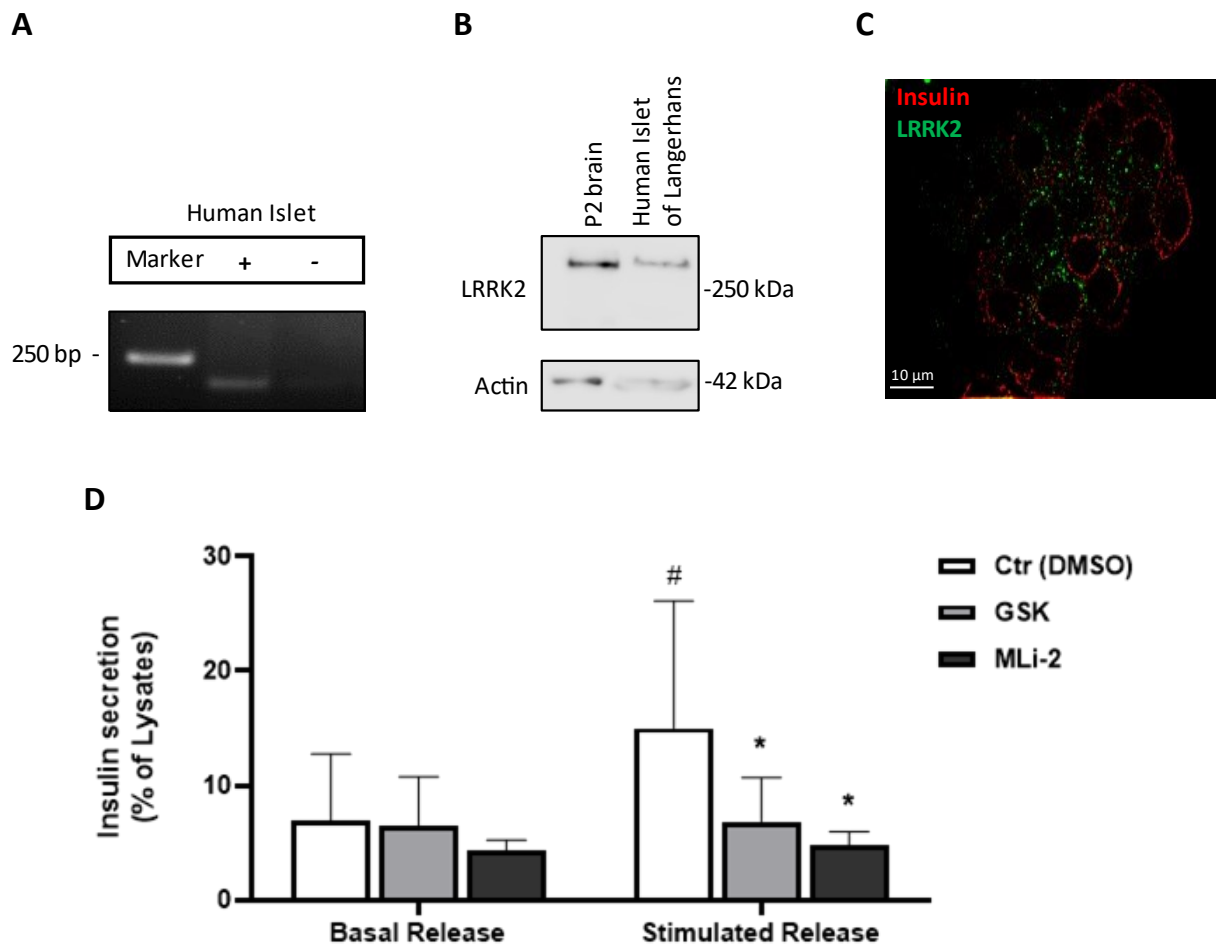 A
Human Islet
Marker + -
250 bp -
B
P2 brain
Human Islet
of Langerhans
LRRK2
-250 kDa
Actin
-42 kDa
C
Insulin
LRRK2
10 µm
D
Insulin secretion
(% of Lysates)
30
20
10
0
#
*
*
Basal Release
Stimulated Release
Ctr (DMSO)
GSK
MLi-2